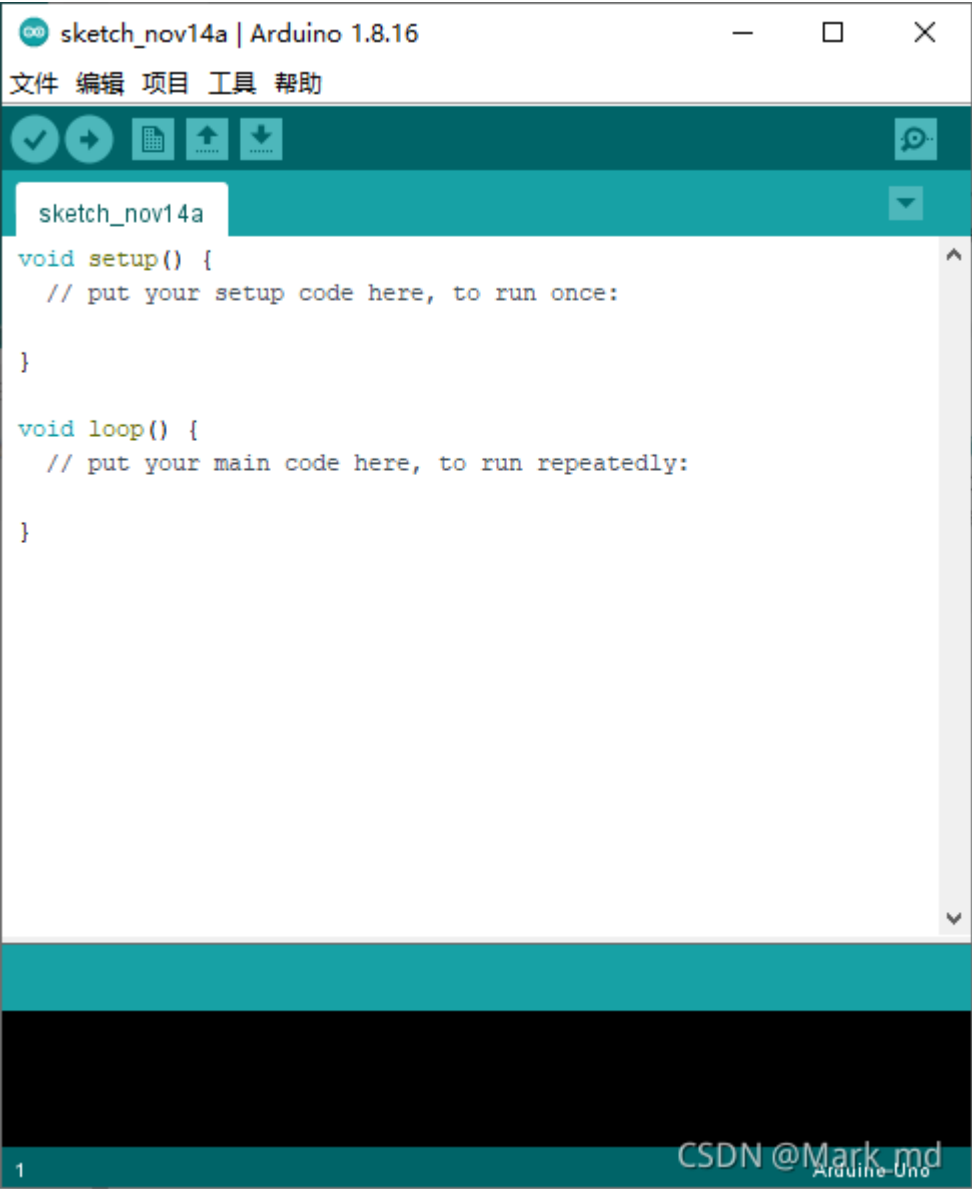 sketch_nov14a | Arduino 1.8.16
文件 编辑 项目 工具 帮助
sketch_nov14a
void setup() {
  // put your setup code here, to run once:
}
void loop() {
  // put your main code here, to run repeatedly:
}
CSDN @Mark_md
1
Arduino Uno